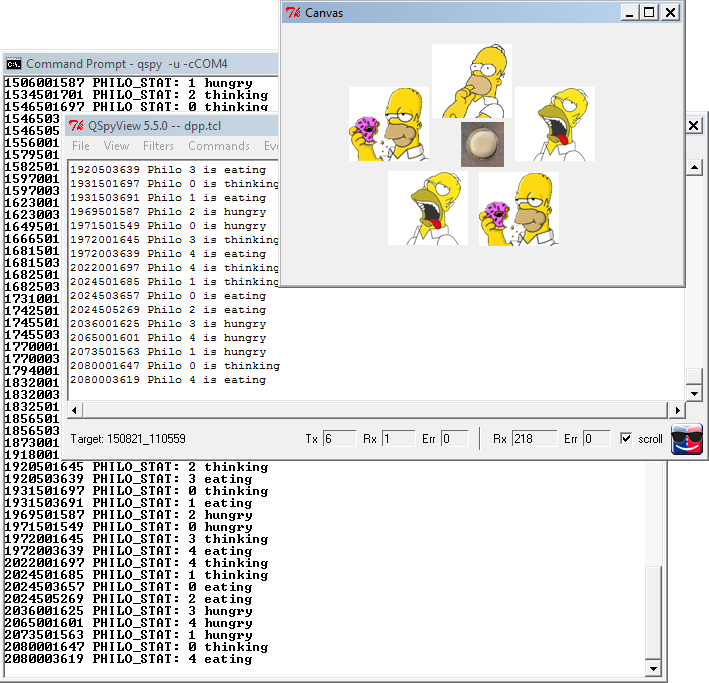 Canvas
Command Prompt - qspy -u -cCOM4
1506001587 PHILO_STAT: 1 hungry
1534501701 PHILO_STAT: 2 thinking
1546501697 PHILO_STAT: 0 thinking
1546503
1546505
1556001
1579501
1582501
1597001
1597003
1623001
1623003
1649501
1666501
1681501
1681503
1682501
1682503
1731001
1742501
1745501
1745503
1770001
1770003
1794001
1832001
1832003
1832501
1856501
1856503
1873001
1918001
QSpyView 5.5.0 -- dpp.tcl
File View Filters Commands Eve
1920503639 Philo 3 is eating
1931501697 Philo 0 is thinking
1931503691 Philo 1 is eating
1969501587 Philo 2 is hungry
1971501549 Philo 0 is hungry
1972001645 Philo 3 is thinking
1972003639 Philo 4 is eating
2022001697 Philo 4 is thinking
2024501685 Philo 1 is thinking
2024503657 Philo 0 is eating
2024505269 Philo 2 is eating
2036001625 Philo 3 is hungry
2065001601 Philo 4 is hungry
2073501563 Philo 1 is hungry
2080001647 Philo 0 is thinking
2080003619 Philo 4 is eating
Target: 150821_110559 Tx 6 Rx 1 Err 0 Rx 218 Err 0 scroll
1920501645 PHILO_STAT: 2 thinking
1920503639 PHILO_STAT: 3 eating
1931501697 PHILO_STAT: 0 thinking
1931503691 PHILO_STAT: 1 eating
1969501587 PHILO_STAT: 2 hungry
1971501549 PHILO_STAT: 0 hungry
1972001645 PHILO_STAT: 3 thinking
1972003639 PHILO_STAT: 4 eating
2022001697 PHILO_STAT: 4 thinking
2024501685 PHILO_STAT: 1 thinking
2024503657 PHILO_STAT: 0 eating
2024505269 PHILO_STAT: 2 eating
2036001625 PHILO_STAT: 3 hungry
2065001601 PHILO_STAT: 4 hungry
2073501563 PHILO_STAT: 1 hungry
2080001647 PHILO_STAT: 0 thinking
2080003619 PHILO_STAT: 4 eating